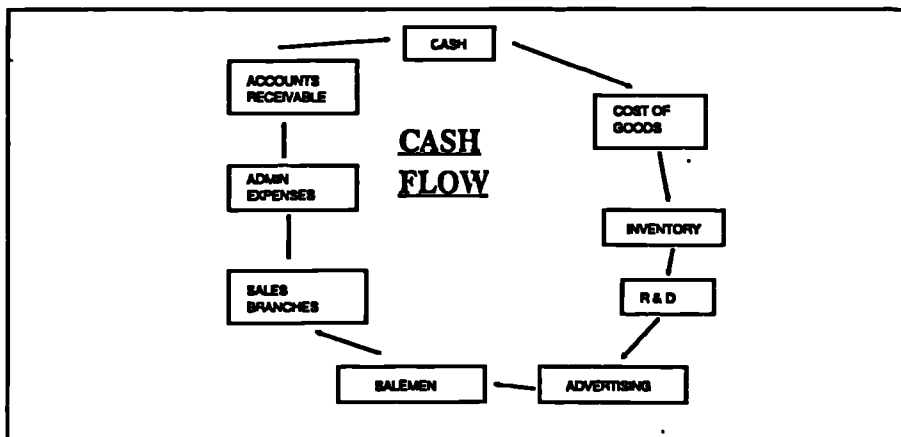 CASH
ACCOUNTS
RECEIVABLE
COST OF
GOODS
CASH
FLOW
ADMIN
EXPENSES
INVENTORY
SALES
BRANCHES
R & D
SALEMEN
ADVERTISING